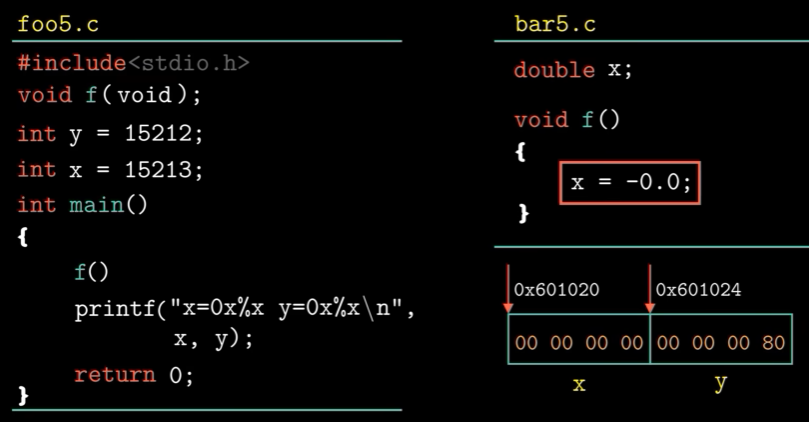 foo5.c
#include<stdio.h>
void f(void);
int y = 15212;
int x = 15213;
int main()
{
f()
printf("x=0x%x y=0x%x\n",
x, y);
return 0;
}
bar5.c
double x;
void f()
{
x = -0.0;
}
0x601020 0x601024
00 00 00 00 00 00 00 80
x y